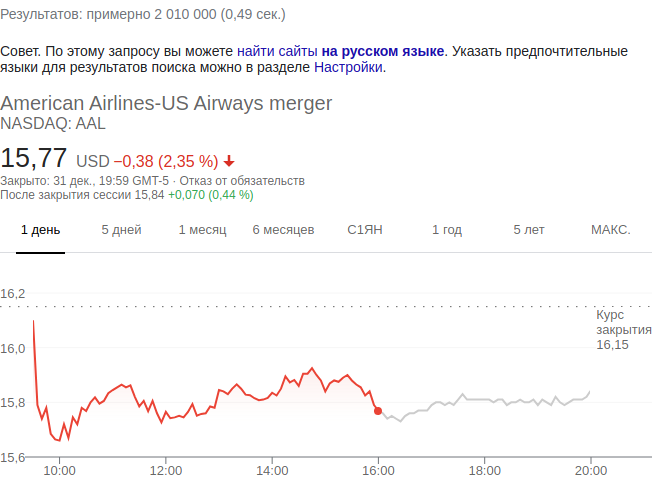 Результатов: примерно 2 010 000 (0,49 сек.)
Совет. По этому запросу вы можете найти сайты на русском языке. Указать предпочтительные
языки для результатов поиска можно в разделе Настройки.
American Airlines-US Airways merger
NASDAQ: AAL
15,77 USD −0,38 (2,35 %)
Закрыто: 31 дек., 19:59 GMT-5 · Отказ от обязательств
После закрытия сессии 15,84 +0,070 (0,44 %)
1 день 5 дней 1 месяц 6 месяцев С1ЯН 1 год 5 лет МАКС.
16,2
Курс
закрытия
16,15
16,0
15,8
15,6
10:00 12:00 14:00 16:00 18:00 20:00